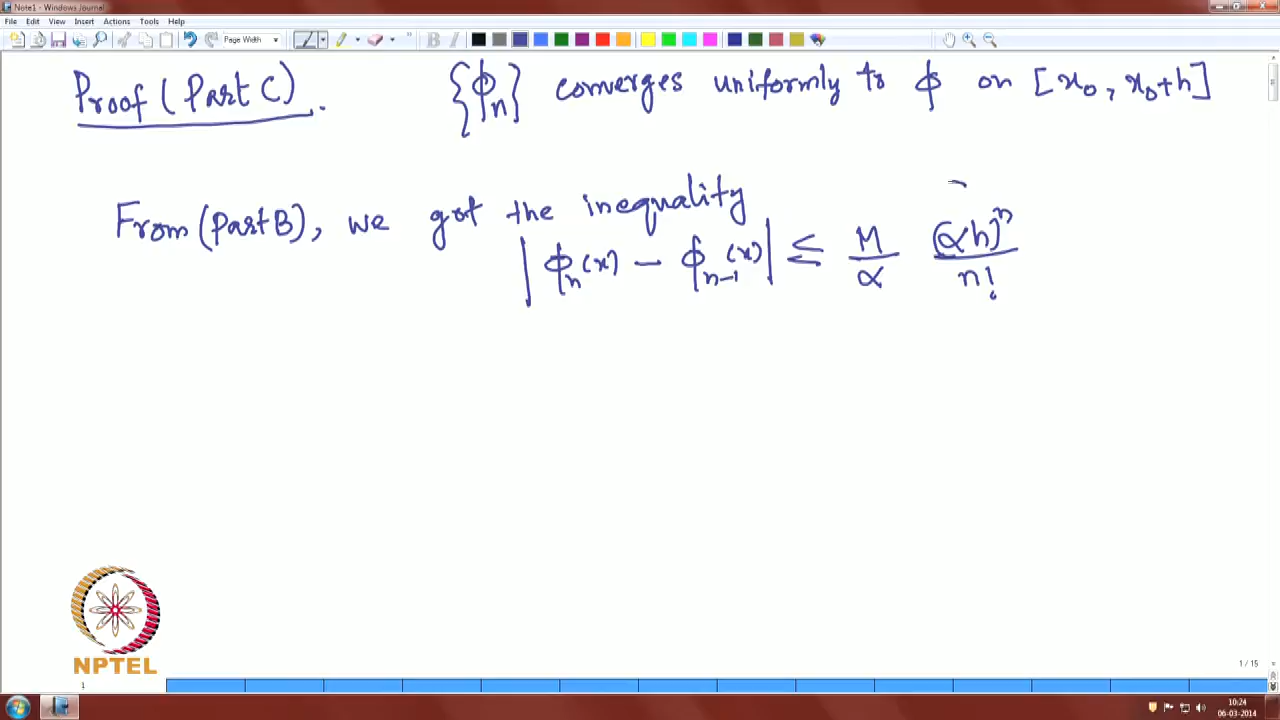 Note1 - Windows Journal
File Edit View Insert Actions Tools Help
Page Width
Proof (Part C). {ϕn} converges uniformly to ϕ on [x0, x0+h]
From (Part B), we got the inequality
|ϕn(x) − ϕn−1(x)| ≤ M/α (αh)^n/n!
NPTEL
1 / 15
1
10:24
06-03-2014